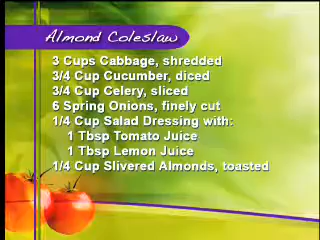 Almond Coleslaw
3 Cups Cabbage, shredded
3/4 Cup Cucumber, diced
3/4 Cup Celery, sliced
6 Spring Onions, finely cut
1/4 Cup Salad Dressing with:
1 Tbsp Tomato Juice
1 Tbsp Lemon Juice
1/4 Cup Slivered Almonds, toasted